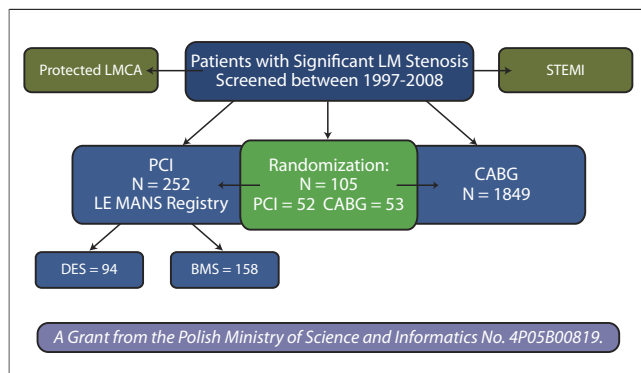 Patients with Significant LM Stenosis
Screened between 1997-2008
Protected LMCA
STEMI
PCI
N = 252
LE MANS Registry
Randomization:
N = 105
PCI = 52 CABG = 53
CABG
N = 1849
DES = 94
BMS = 158
A Grant from the Polish Ministry of Science and Informatics No. 4P05B00819.